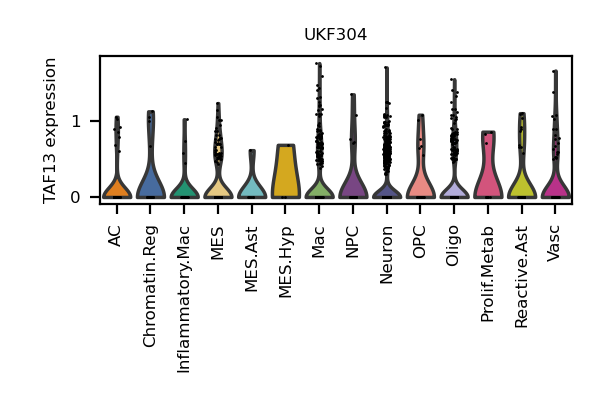 UKF304
TAF13 expression
1
0
AC
Chromatin.Reg
Inflammatory.Mac
MES
MES.Ast
MES.Hyp
Mac
NPC
Neuron
OPC
Oligo
Prolif.Metab
Reactive.Ast
Vasc